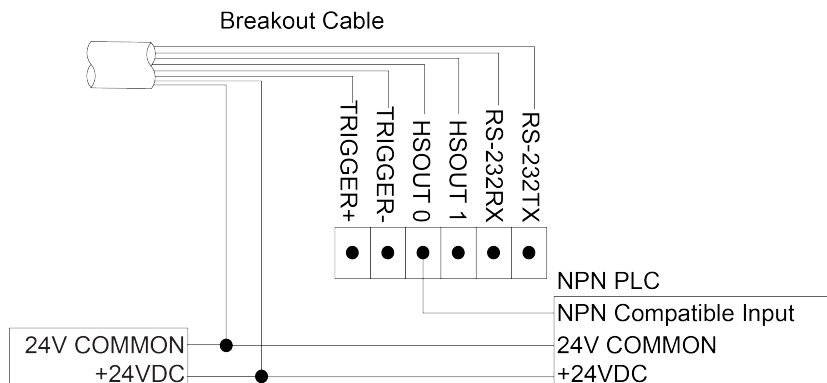 Breakout Cable
TRIGGER+
TRIGGER-
HSOUT 0
HSOUT 1
RS-232RX
RS-232TX
NPN PLC
NPN Compatible Input
24V COMMON
+24VDC
24V COMMON
+24VDC